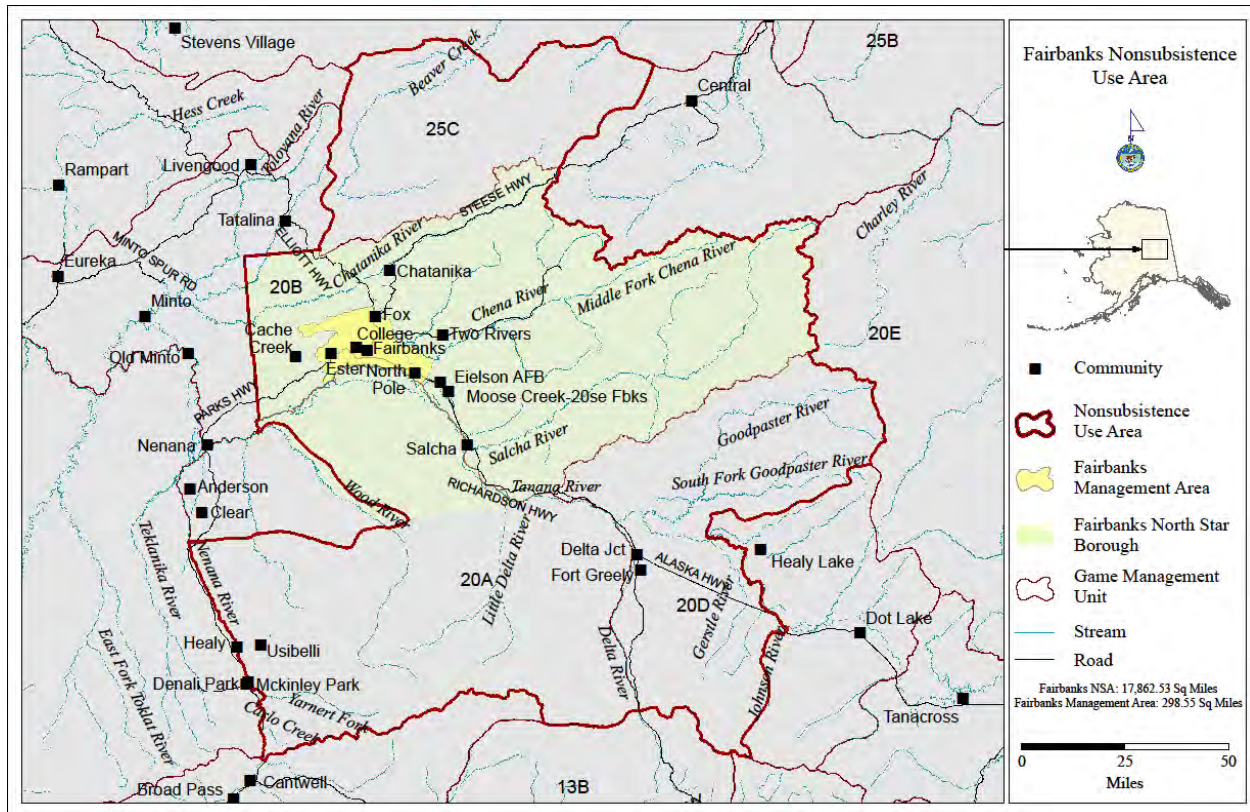 Stevens Village
25B
Beaver Creek
Central
Hess Creek
25C
Tolovana River
Livengood
Rampart
STEESE HWY
Charley River
Tatalina
ELLIOTT HWY
Chatanika River
MINTO SPUR RD
Eureka
Chatanika
Middle Fork Chena River
20B
Minto
Chena River
Fox
College
Two Rivers
20E
Cache
Creek
Fairbanks
Old Minto
Ester
North
Pole
Eielson AFB
Moose Creek-20se Fbks
PARKS HWY
Goodpaster River
Nenana
Salcha
Salcha River
South Fork Goodpaster River
Anderson
Wood River
Tanana River
RICHARDSON HWY
Clear
Teklanika River
Nenana River
Delta Jct
Healy Lake
Fort Greely
ALASKA HWY
20A
Little Delta River
20D
Gerstle River
Dot Lake
Healy
Usibelli
Delta River
Johnson River
East Fork Toklat River
Denali Park
Mckinley Park
Yarnert Fork
Carlo Creek
Tanacross
Cantwell
Broad Pass
13B
Fairbanks Nonsubsistence
Use Area
N
Community
Nonsubsistence
Use Area
Fairbanks
Management Area
Fairbanks North Star
Borough
Game Management
Unit
Stream
Road
Fairbanks NSA: 17,862.53 Sq Miles
Fairbanks Management Area: 298.55 Sq Miles
0 25 50
Miles